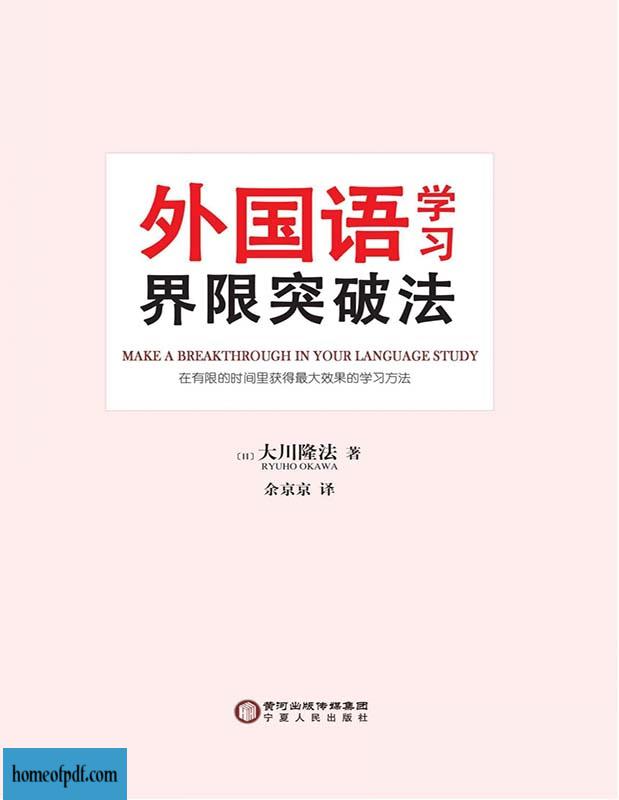 外国语学习
界限突破法
MAKE A BREAKTHROUGH IN YOUR LANGUAGE STUDY
在有限的时间里获得最大效果的学习方法
〔日〕大川隆法 著
RYUHO OKAWA
余京京 译
黄河出版传媒集团
宁夏人民出版社
homeofpdf.com